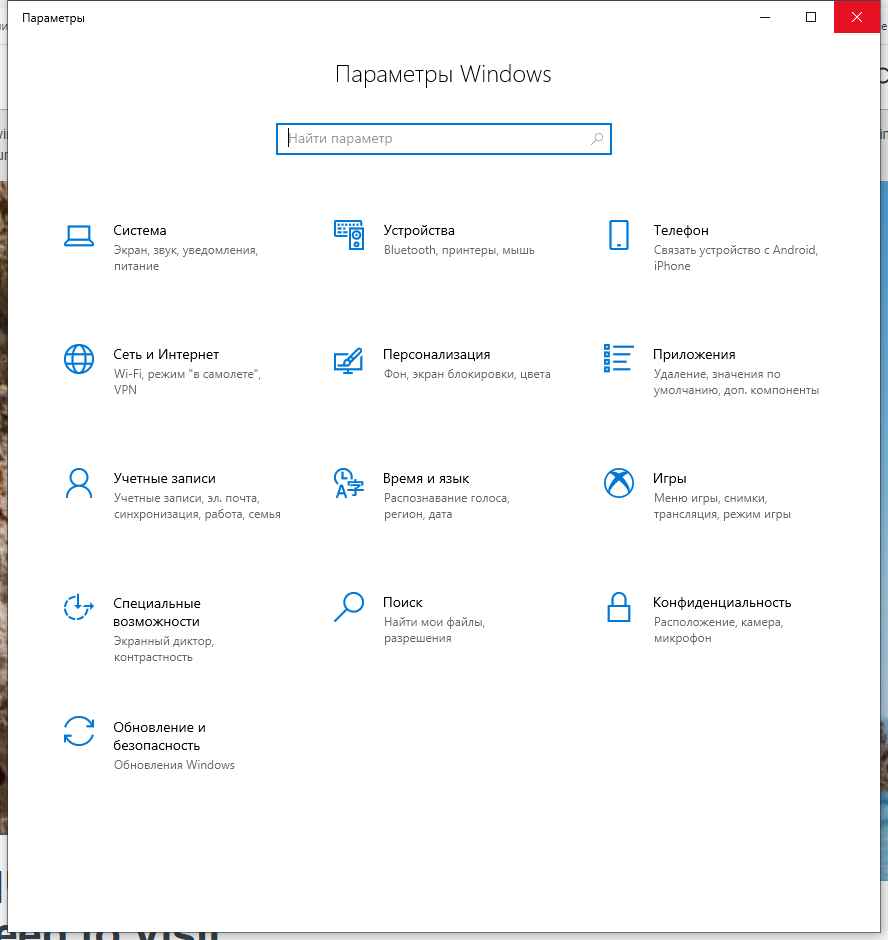 Параметры
Параметры Windows
Найти параметр
Система
Экран, звук, уведомления,
питание
Устройства
Bluetooth, принтеры, мышь
Телефон
Связать устройство с Android,
iPhone
Сеть и Интернет
Wi-Fi, режим "в самолете",
VPN
Персонализация
Фон, экран блокировки, цвета
Приложения
Удаление, значения по
умолчанию, доп. компоненты
Учетные записи
Учетные записи, эл. почта,
синхронизация, работа, семья
Время и язык
Распознавание голоса,
регион, дата
Игры
Меню игры, снимки,
трансляция, режим игры
Специальные
возможности
Экранный диктор,
контрастность
Поиск
Найти мои файлы,
разрешения
Конфиденциальность
Расположение, камера,
микрофон
Обновление и
безопасность
Обновления Windows